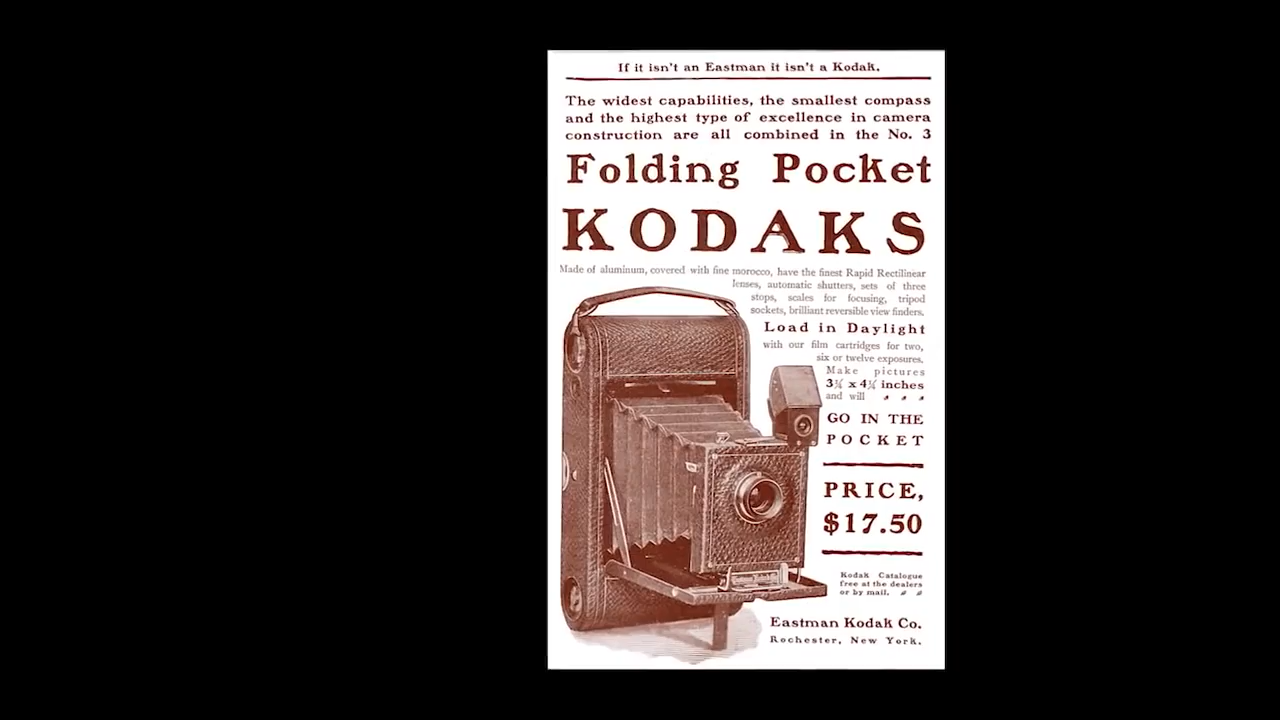 If it isn't an Eastman it isn't a Kodak.
The widest capabilities, the smallest compass
and the highest type of excellence in camera
construction are all combined in the No. 3
Folding Pocket
KODAKS
Made of aluminum, covered with fine morocco, have the finest Rapid Rectilinear
lenses, automatic shutters, sets of three
stops, scales for focusing, tripod
sockets, brilliant reversible view finders.
Load in Daylight
with our film cartridges for two,
six or twelve exposures.
Make pictures
3¼ x 4¼ inches
and will
GO IN THE
POCKET
PRICE,
$17.50
Kodak Catalogue
free at the dealers
or by mail.
Eastman Kodak Co.
Rochester, New York.